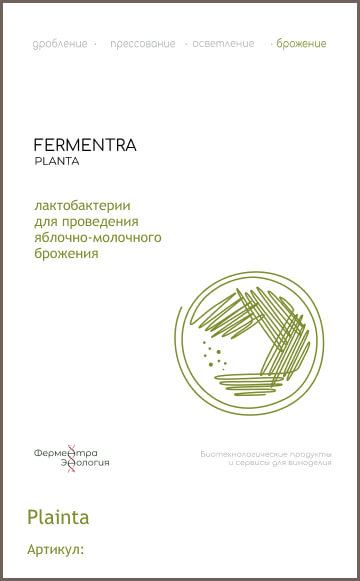 дробление · прессование · осветление · брожение
FERMENTRA
PLANTA
лактобактерии
для проведения
яблочно-молочного
брожения
Ферментра
Энология
Биотехнологические продукты
и сервисы для виноделия
Plainta
Артикул: